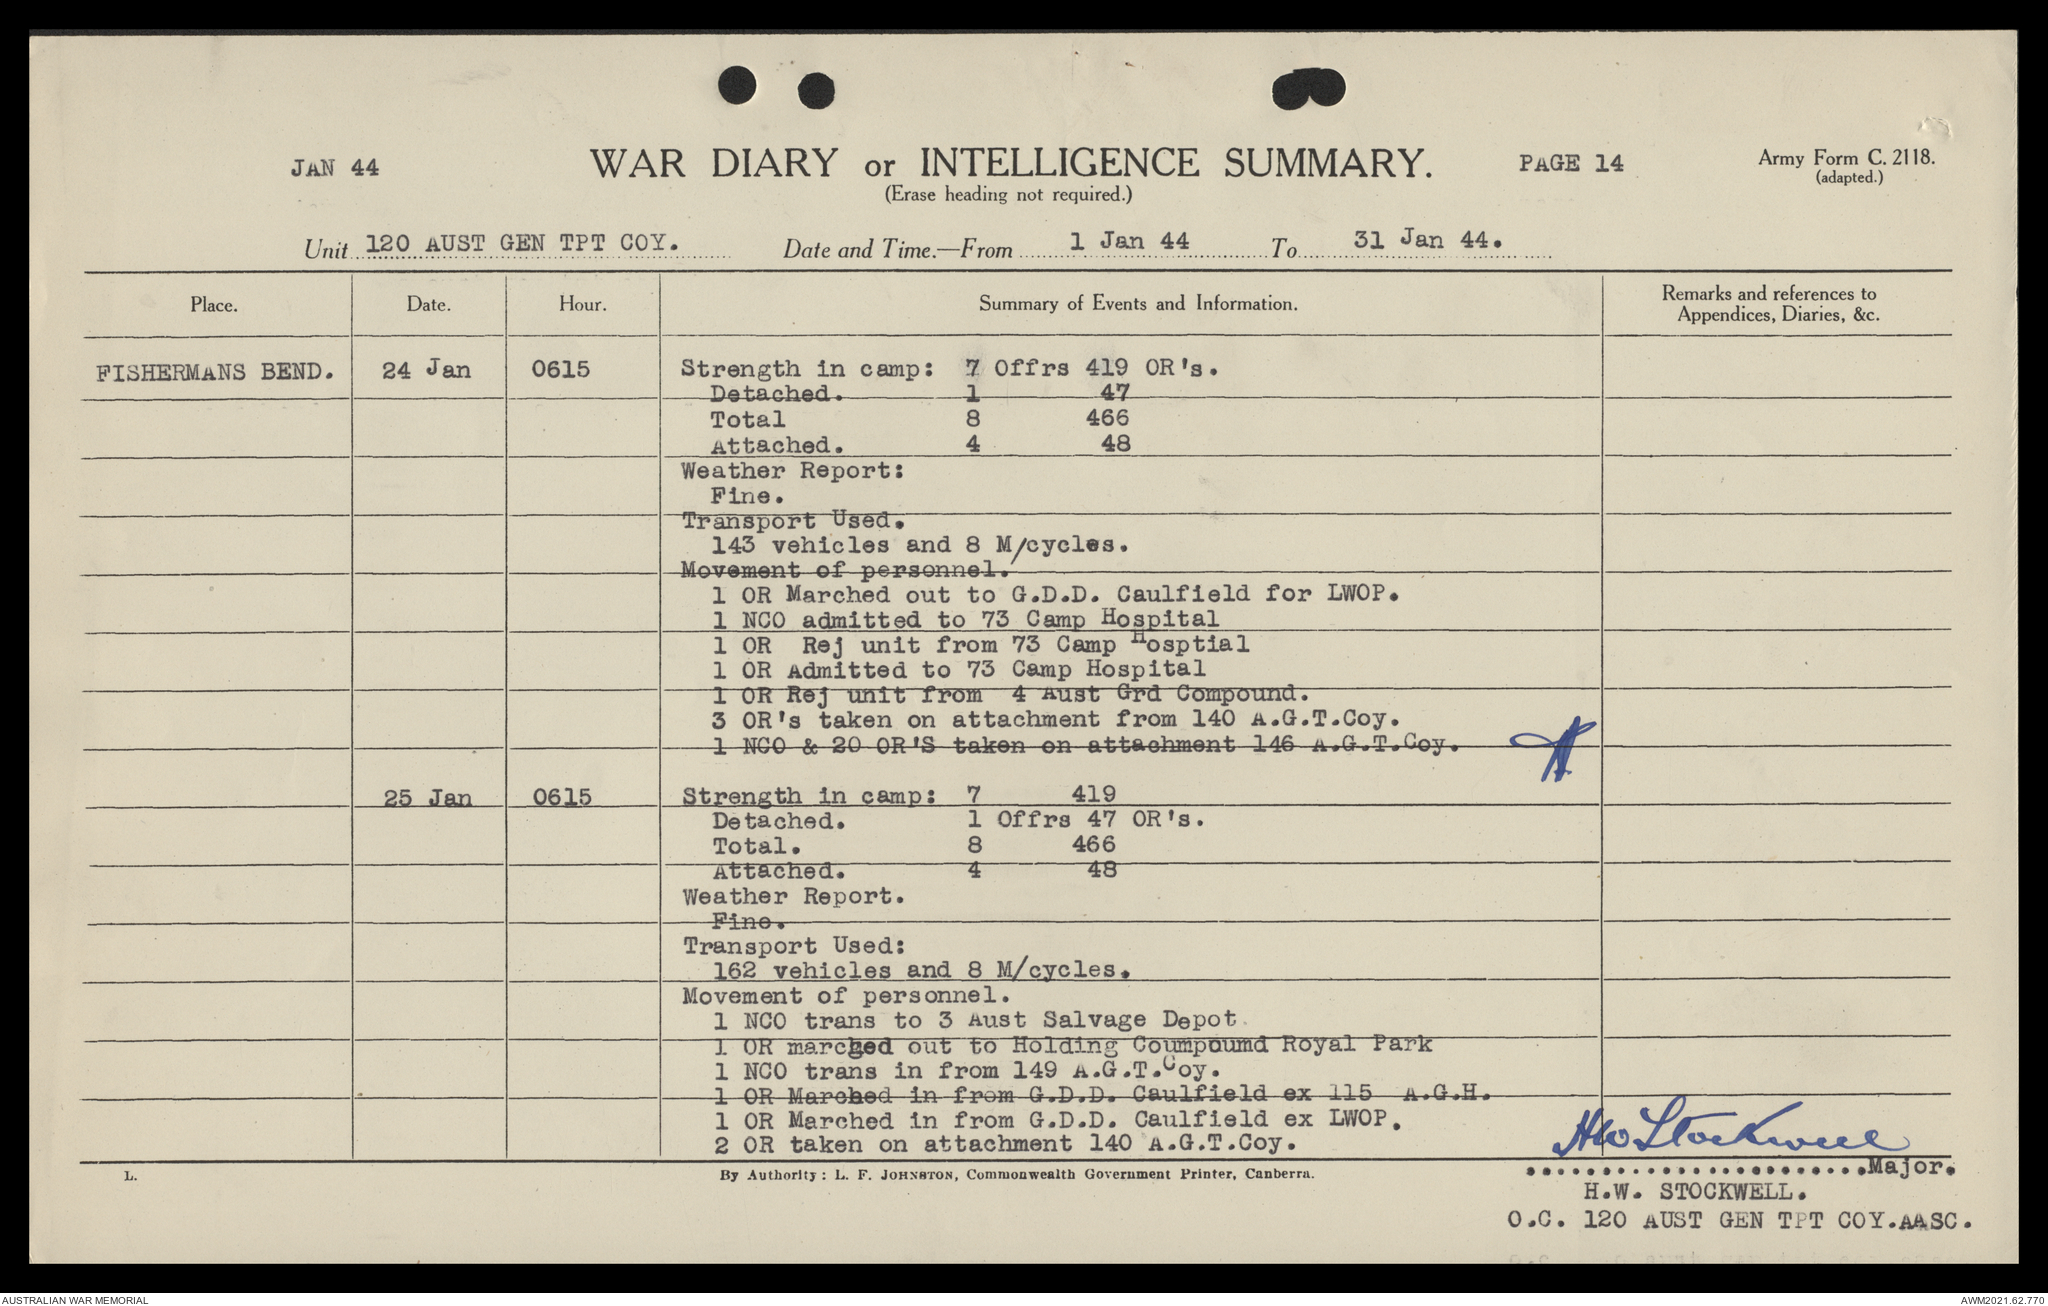 JAN 44
WAR DIARY or INTELLIGENCE SUMMARY.
(Erase heading not required.)
PAGE 14
Army Form C. 2118.
(adapted.)
Unit 120 AUST GEN TPT COY. Date and Time.—From 1 Jan 44 To 31 Jan 44.
Place. Date. Hour. Summary of Events and Information. Remarks and references to
Appendices, Diaries, &c.
FISHERMANS BEND. 24 Jan 0615 Strength in camp: 7 Offrs 419 OR's.
Detached. 1 47
Total 8 466
Attached. 4 48
Weather Report:
Fine.
Transport Used.
143 vehicles and 8 M/cycles.
Movement of personnel.
1 OR Marched out to G.D.D. Caulfield for LWOP.
1 NCO admitted to 73 Camp Hospital
1 OR Rej unit from 73 Camp Hosptial
1 OR Admitted to 73 Camp Hospital
1 OR Rej unit from 4 Aust Grd Compound.
3 OR's taken on attachment from 140 A.G.T.Coy.
1 NCO & 20 OR'S taken on attachment 146 A.G.T.Coy.
25 Jan 0615 Strength in camp: 7 419
Detached. 1 Offrs 47 OR's.
Total. 8 466
Attached. 4 48
Weather Report.
Fine.
Transport Used:
162 vehicles and 8 M/cycles.
Movement of personnel.
1 NCO trans to 3 Aust Salvage Depot.
1 OR marched out to Holding Coumpoumd Royal Park
1 NCO trans in from 149 A.G.T.Coy.
1 OR Marched in from G.D.D. Caulfield ex 115 A.G.H.
1 OR Marched in from G.D.D. Caulfield ex LWOP.
2 OR taken on attachment 140 A.G.T.Coy.
HW Stockwell
.......................Major.
H.W. STOCKWELL.
O.C. 120 AUST GEN TPT COY.AASC.
L.
By Authority: L. F. JOHNSTON, Commonwealth Government Printer, Canberra.
AUSTRALIAN WAR MEMORIAL
AWM2021.62.770